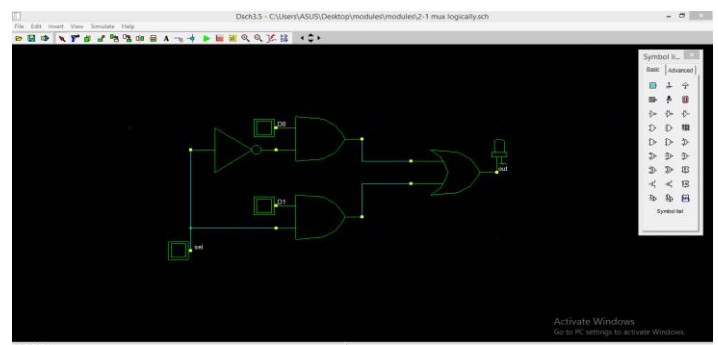 Dsch3.5 - C:\Users\ASUS\Desktop\modules\modules\2-1 mux logically.sch
File Edit Insert View Simulate Help
A
Symbol li...
Basic Advanced
D0
out
D1
sel
Symbol list
Activate Windows
Go to PC settings to activate Windows.